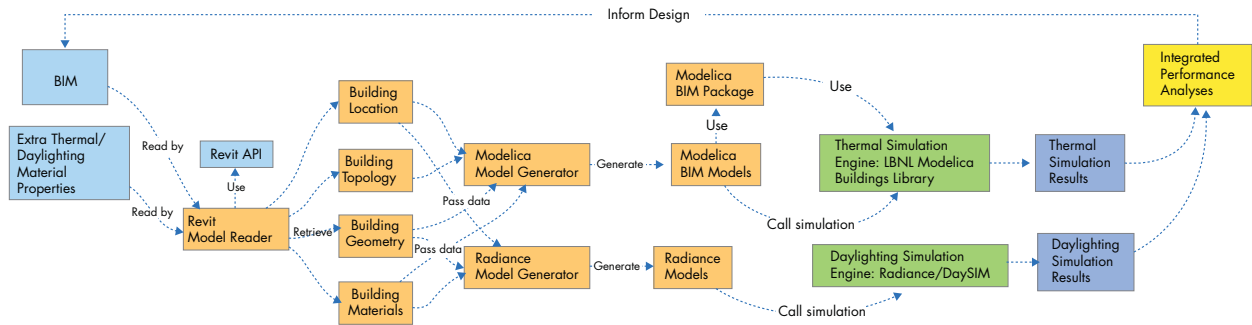 Inform Design
BIM
Extra Thermal/
Daylighting
Material
Properties
Read by
Read by
Revit API
Use
Revit
Model Reader
Retrieve
Building
Location
Building
Topology
Building
Geometry
Building
Materials
Pass data
Pass data
Modelica
Model Generator
Radiance
Model Generator
Generate
Generate
Modelica
BIM Package
Use
Modelica
BIM Models
Radiance
Models
Use
Call simulation
Call simulation
Thermal Simulation
Engine: LBNL Modelica
Buildings Library
Daylighting Simulation
Engine: Radiance/DaySIM
Thermal
Simulation
Results
Daylighting
Simulation
Results
Integrated
Performance
Analyses